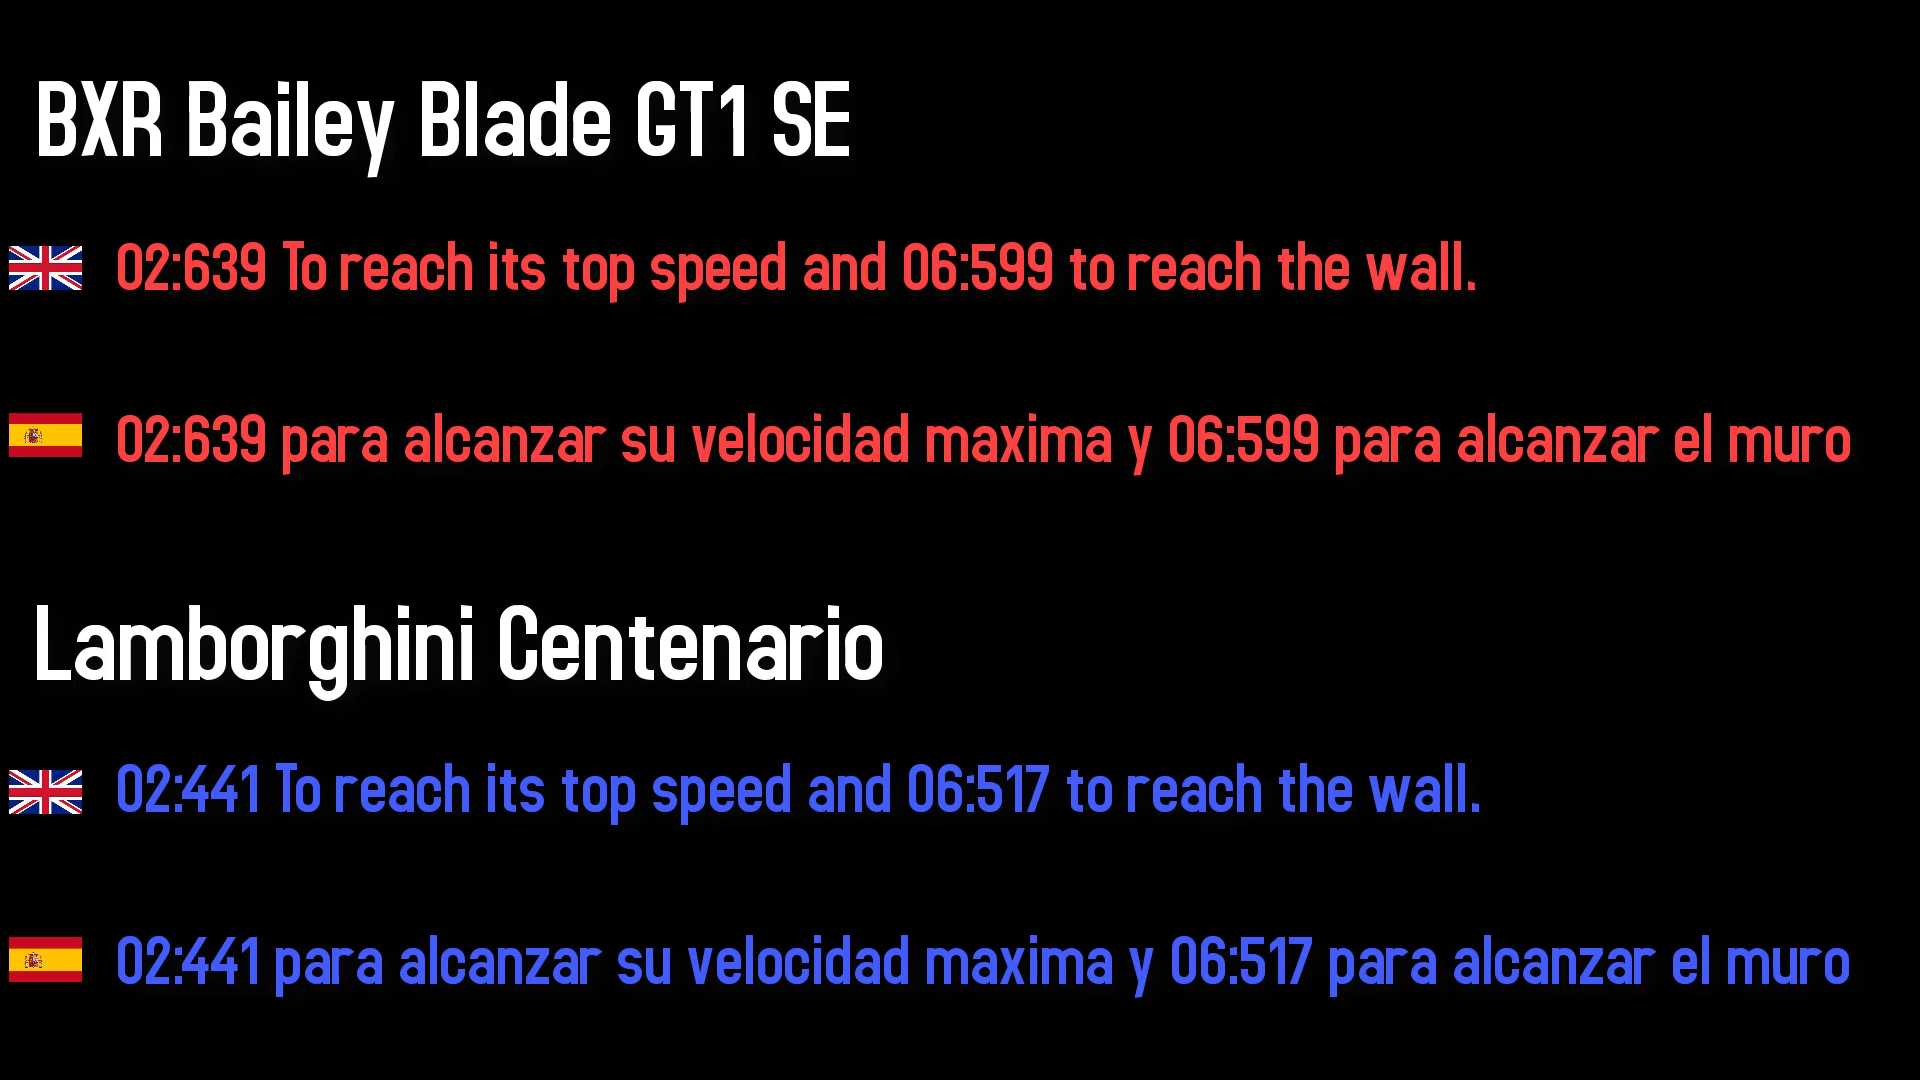 BXR Bailey Blade GT1 SE
02:639 To reach its top speed and 06:599 to reach the wall.
02:639 para alcanzar su velocidad maxima y 06:599 para alcanzar el muro
Lamborghini Centenario
02:441 To reach its top speed and 06:517 to reach the wall.
02:441 para alcanzar su velocidad maxima y 06:517 para alcanzar el muro